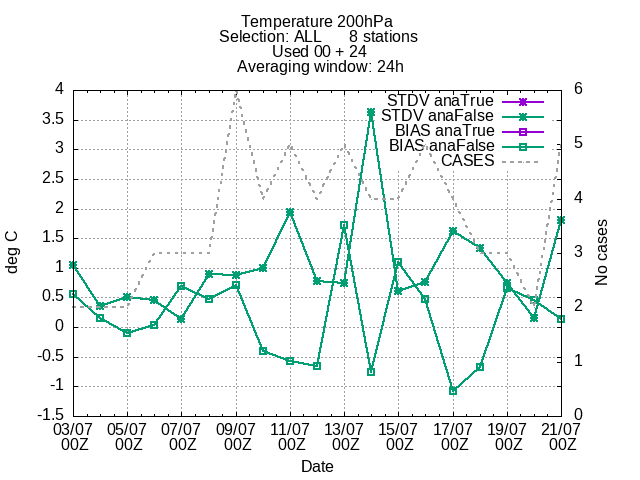 Temperature 200hPa
Selection: ALL 8 stations
Used 00 + 24
Averaging window: 24h
4 6
STDV anaTrue
3.5 STDV anaFalse
BIAS anaTrue
3 BIAS anaFalse 5
CASES
2.5
2 4
1.5
deg C
1 3
No cases
0.5
0 2
-0.5
1
-1
-1.5 0
03/07 05/07 07/07 09/07 11/07 13/07 15/07 17/07 19/07 21/07
00Z 00Z 00Z 00Z 00Z 00Z 00Z 00Z 00Z 00Z
Date